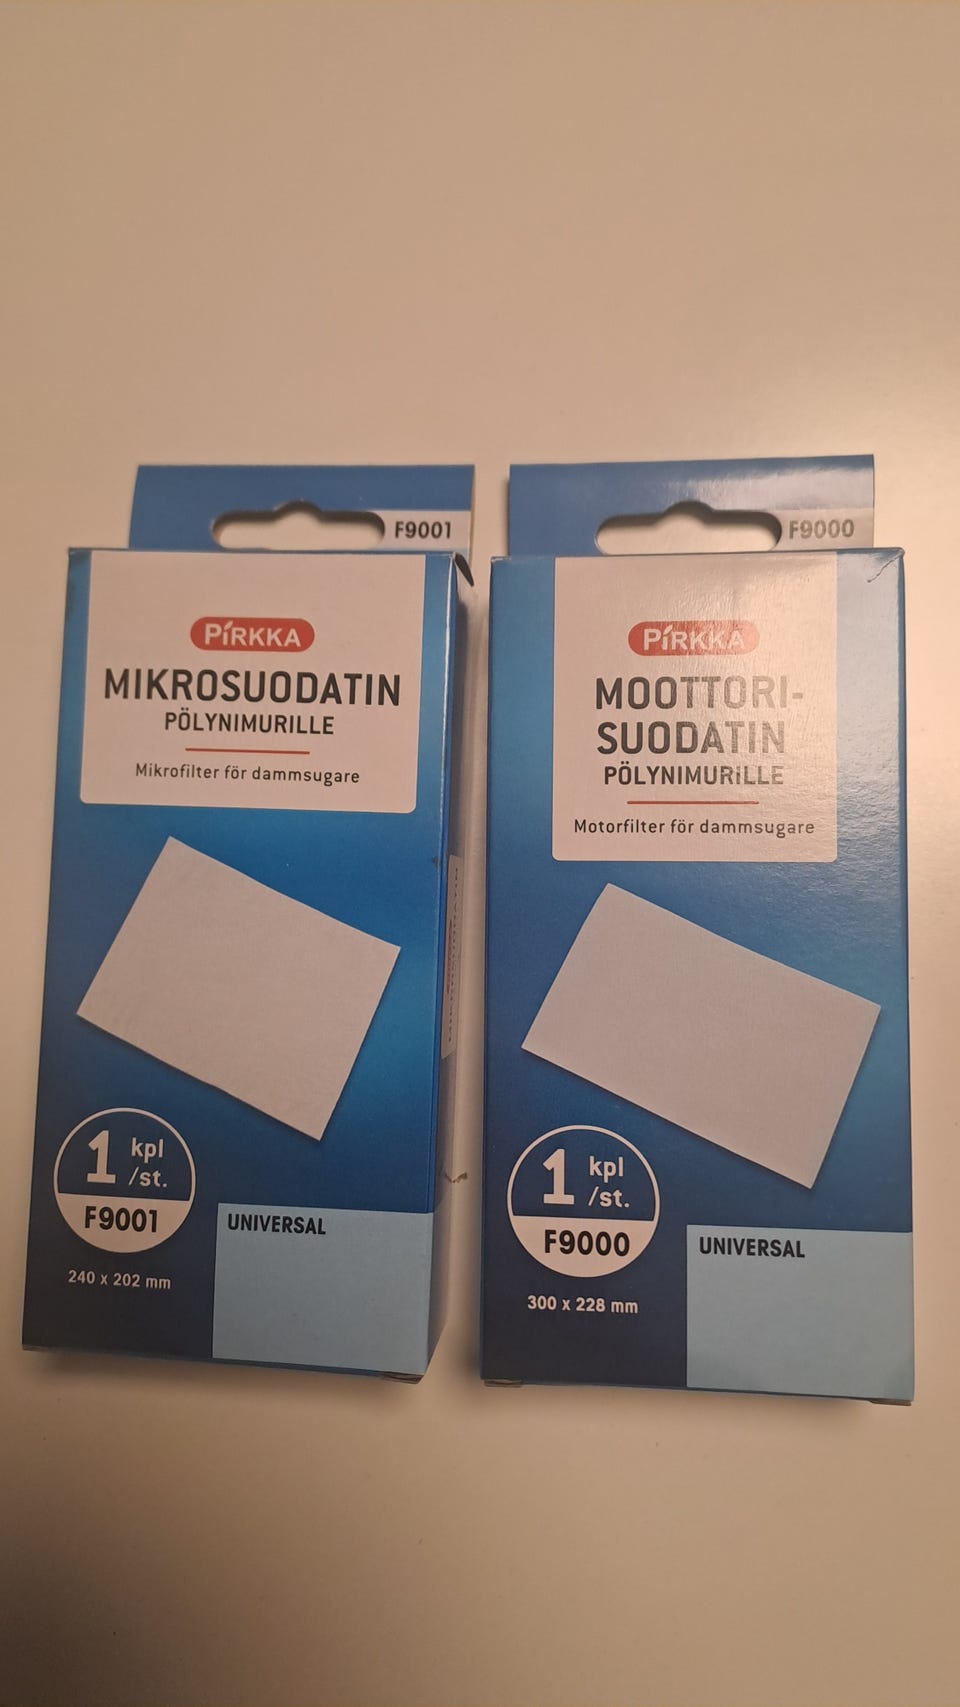 F9001
PIRKKA
MIKROSUODATIN
PÖLYNIMURILLE
Mikrofilter för dammsugare
MIKROSUODATIN
1 kpl
/st.
F9001
240 x 202 mm
UNIVERSAL
F9000
PIRKKA
MOOTTORI-
SUODATIN
PÖLYNIMURILLE
Motorfilter för dammsugare
1 kpl
/st.
F9000
300 x 228 mm
UNIVERSAL